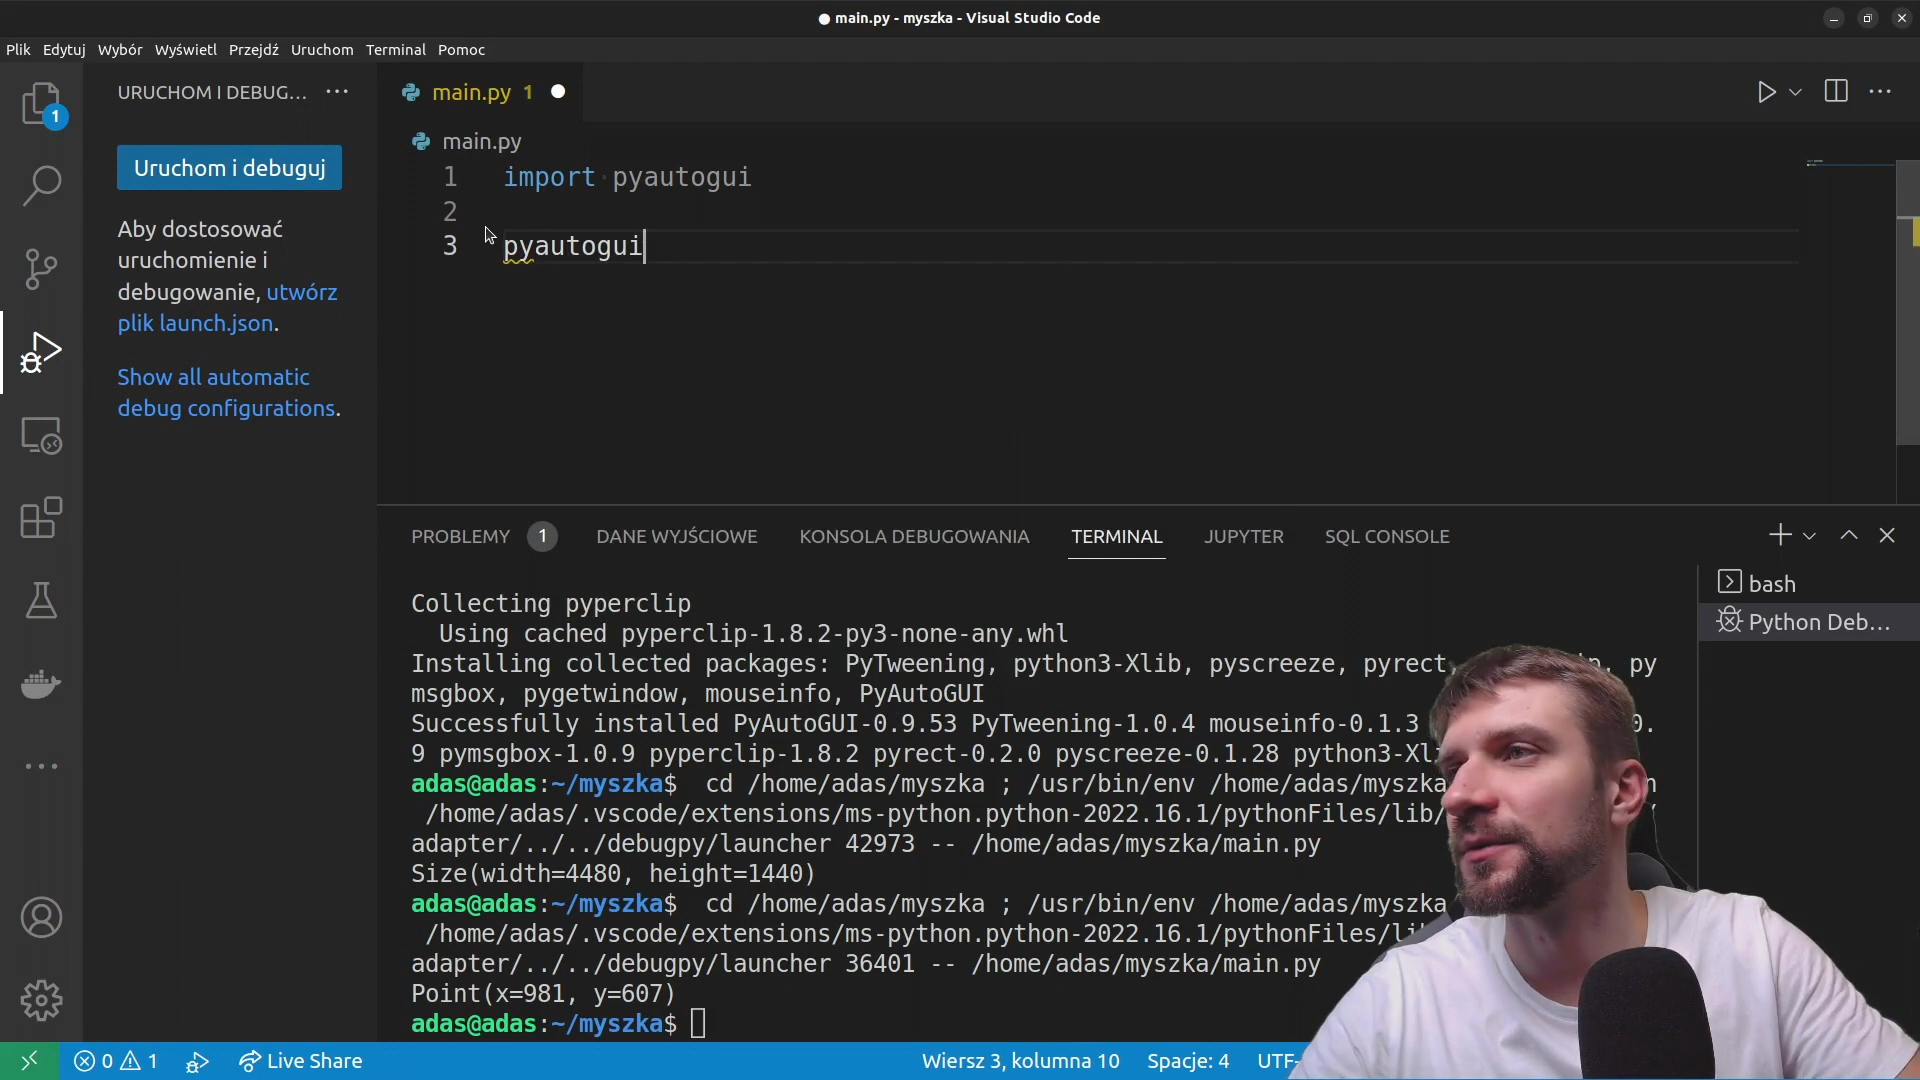 main.py - myszka - Visual Studio Code
Plik Edytuj Wybór Wyświetl Przejdź Uruchom Terminal Pomoc
1
URUCHOM I DEBUG...
Uruchom i debuguj
Aby dostosować
uruchomienie i
debugowanie, utwórz
plik launch.json.
Show all automatic
debug configurations.
main.py 1
main.py
1 import pyautogui
2
3 pyautogui
PROBLEMY 1 DANE WYJŚCIOWE KONSOLA DEBUGOWANIA TERMINAL JUPYTER SQL CONSOLE
bash
Python Deb...
Collecting pyperclip
Using cached pyperclip-1.8.2-py3-none-any.whl
Installing collected packages: PyTweening, python3-Xlib, pyscreeze, pyrect, py
msgbox, pygetwindow, mouseinfo, PyAutoGUI
Successfully installed PyAutoGUI-0.9.53 PyTweening-1.0.4 mouseinfo-0.1.3 0.
9 pymsgbox-1.0.9 pyperclip-1.8.2 pyrect-0.2.0 pyscreeze-0.1.28 python3-Xli
adas@adas:~/myszka$ cd /home/adas/myszka ; /usr/bin/env /home/adas/myszka
/home/adas/.vscode/extensions/ms-python.python-2022.16.1/pythonFiles/lib/
adapter/../../debugpy/launcher 42973 -- /home/adas/myszka/main.py
Size(width=4480, height=1440)
adas@adas:~/myszka$ cd /home/adas/myszka ; /usr/bin/env /home/adas/myszka
/home/adas/.vscode/extensions/ms-python.python-2022.16.1/pythonFiles/lib
adapter/../../debugpy/launcher 36401 -- /home/adas/myszka/main.py
Point(x=981, y=607)
adas@adas:~/myszka$
0 1 Live Share Wiersz 3, kolumna 10 Spacje: 4 UTF-